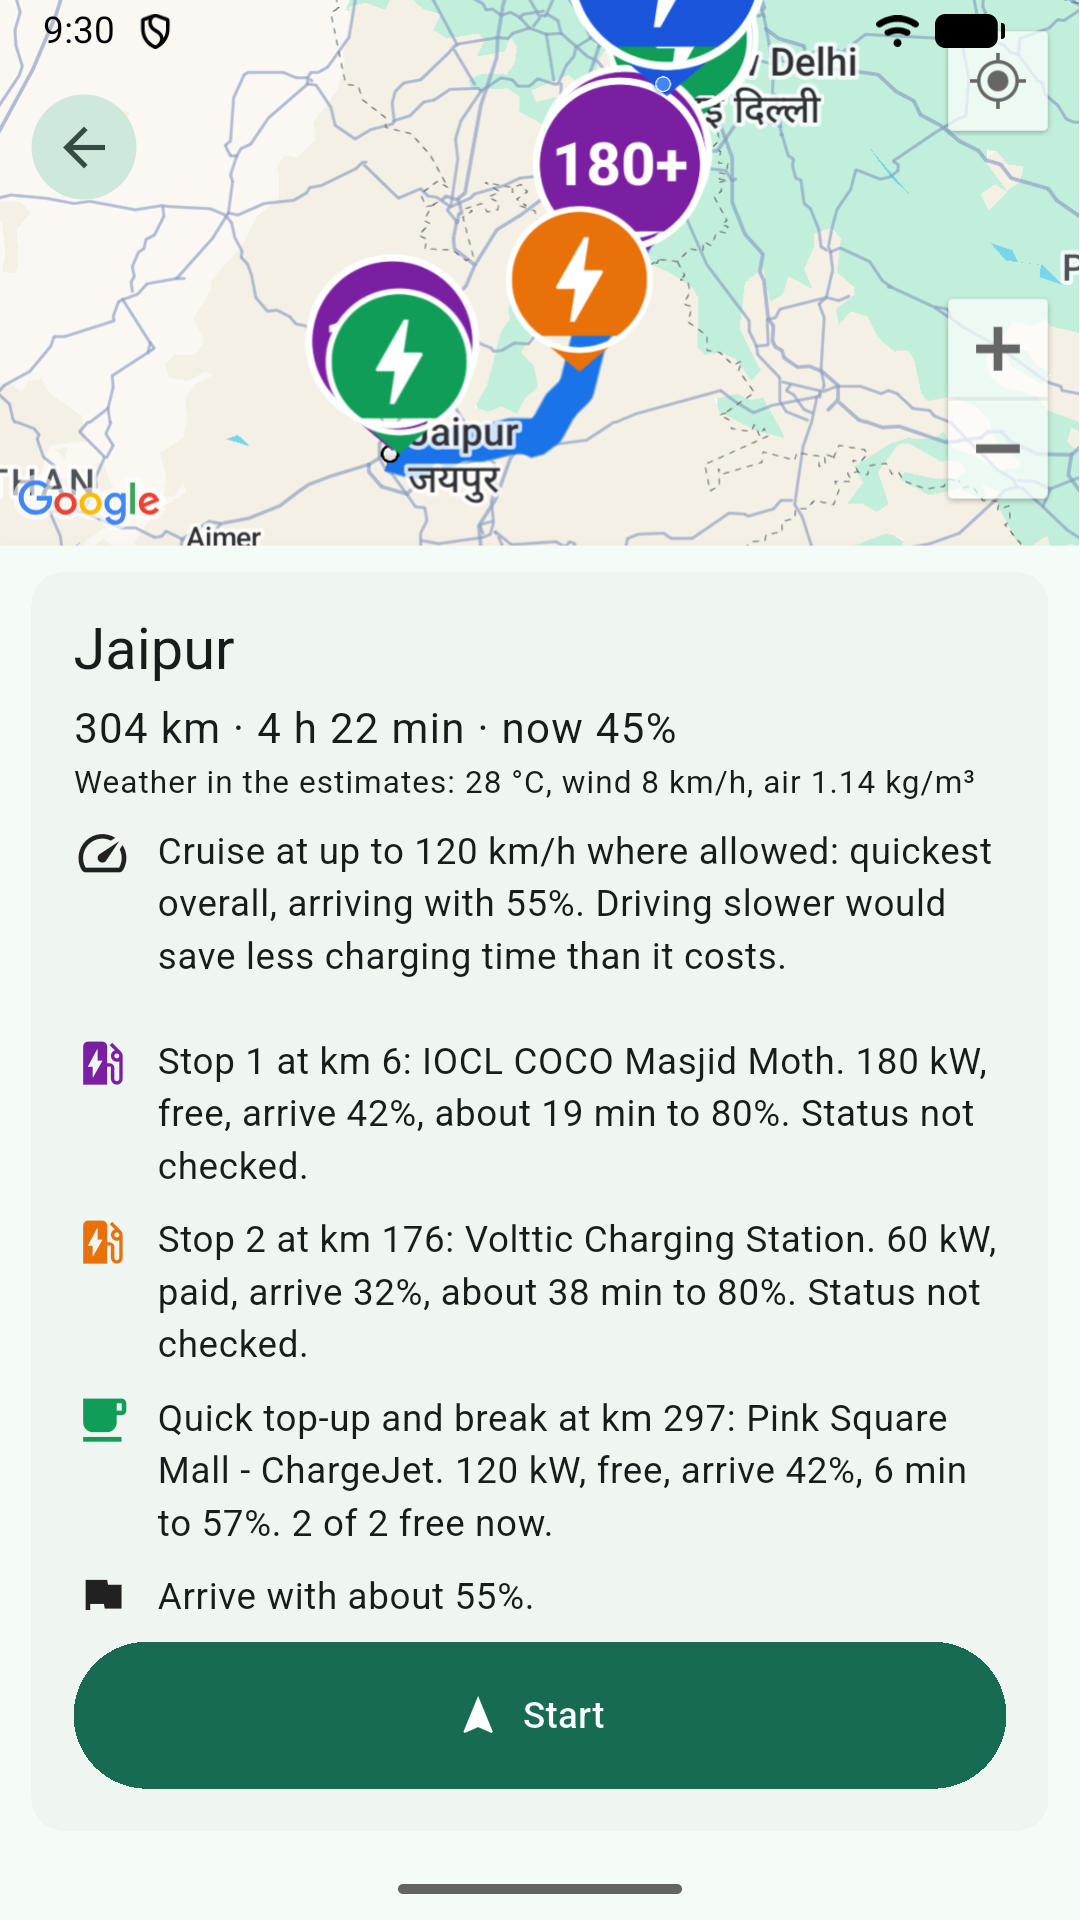 9:30
Delhi
दिल्ली
180+
Jaipur
जयपुर
THAN
Google
Ajmer
Jaipur
304 km · 4 h 22 min · now 45%
Weather in the estimates: 28 °C, wind 8 km/h, air 1.14 kg/m³
Cruise at up to 120 km/h where allowed: quickest
overall, arriving with 55%. Driving slower would
save less charging time than it costs.
Stop 1 at km 6: IOCL COCO Masjid Moth. 180 kW,
free, arrive 42%, about 19 min to 80%. Status not
checked.
Stop 2 at km 176: Volttic Charging Station. 60 kW,
paid, arrive 32%, about 38 min to 80%. Status not
checked.
Quick top-up and break at km 297: Pink Square
Mall - ChargeJet. 120 kW, free, arrive 42%, 6 min
to 57%. 2 of 2 free now.
Arrive with about 55%.
Start